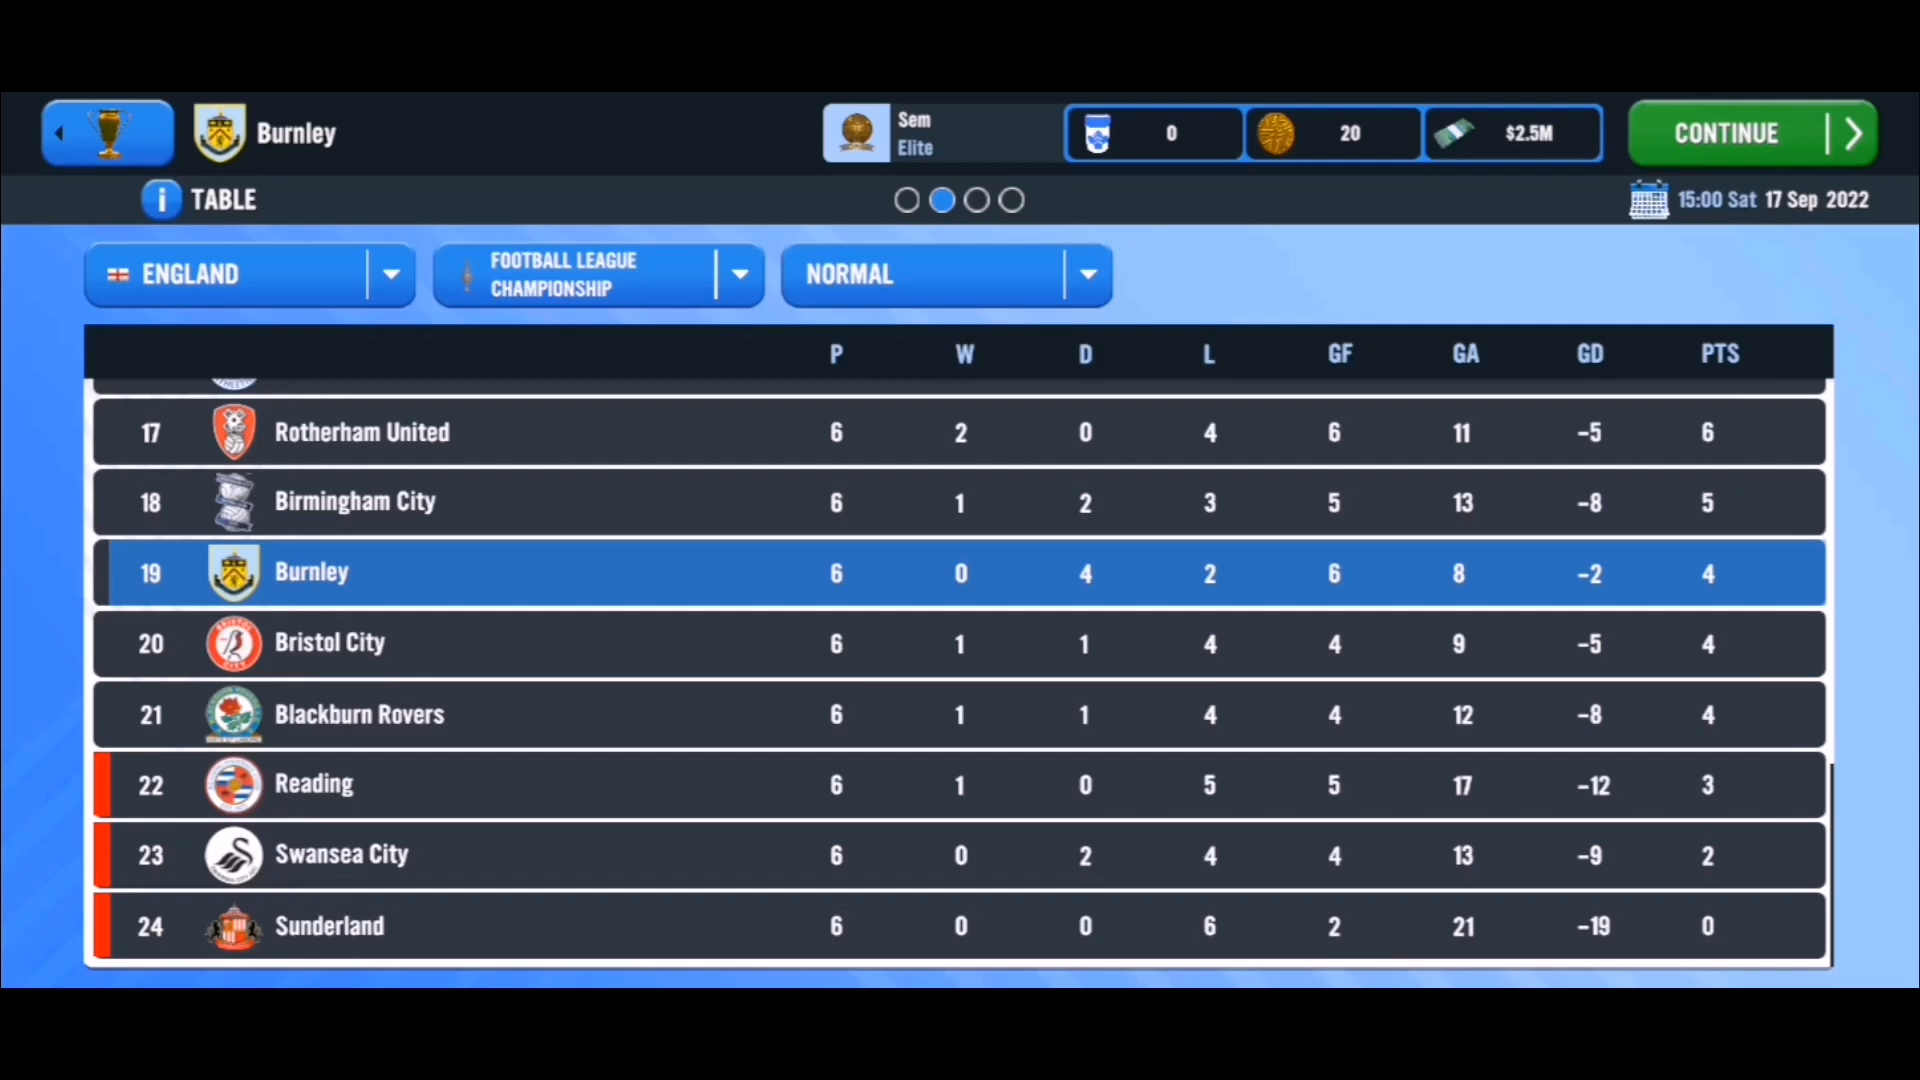 Burnley
Sem
Elite
0
20
$2.5M
CONTINUE
i TABLE
15:00 Sat 17 Sep 2022
ENGLAND
FOOTBALL LEAGUE
CHAMPIONSHIP
NORMAL
P W D L GF GA GD PTS
17 Rotherham United 6 2 0 4 6 11 -5 6
18 Birmingham City 6 1 2 3 5 13 -8 5
19 Burnley 6 0 4 2 6 8 -2 4
20 Bristol City 6 1 1 4 4 9 -5 4
21 Blackburn Rovers 6 1 1 4 4 12 -8 4
22 Reading 6 1 0 5 5 17 -12 3
23 Swansea City 6 0 2 4 4 13 -9 2
24 Sunderland 6 0 0 6 2 21 -19 0